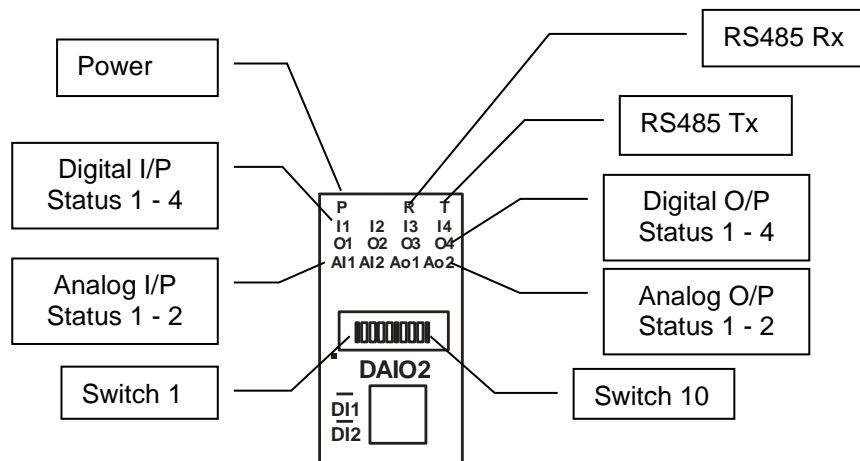 RS485 Rx
Power
RS485 Tx
Digital I/P
Status 1 - 4
Digital O/P
Status 1 - 4
P R T
I1 I2 I3 I4
O1 O2 O3 O4
AI1 AI2 Ao1 Ao2
Analog I/P
Status 1 - 2
Analog O/P
Status 1 - 2
Switch 1
DAIO2
Switch 10
DI1
DI2